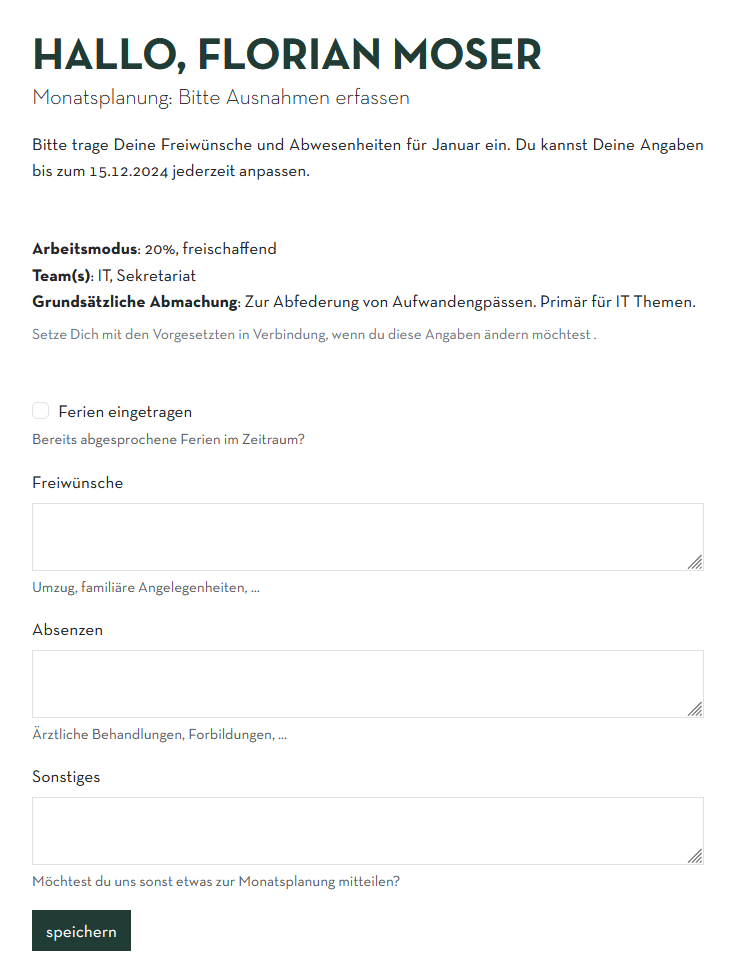 HALLO, FLORIAN MOSER
Monatsplanung: Bitte Ausnahmen erfassen
Bitte trage Deine Freiwünsche und Abwesenheiten für Januar ein. Du kannst Deine Angaben
bis zum 15.12.2024 jederzeit anpassen.
Arbeitsmodus: 20%, freischaffend
Team(s): IT, Sekretariat
Grundsätzliche Abmachung: Zur Abfederung von Aufwandengpässen. Primär für IT Themen.
Setze Dich mit den Vorgesetzten in Verbindung, wenn du diese Angaben ändern möchtest .
Ferien eingetragen
Bereits abgesprochene Ferien im Zeitraum?
Freiwünsche
Umzug, familiäre Angelegenheiten, ...
Absenzen
Ärztliche Behandlungen, Forbildungen, ...
Sonstiges
Möchtest du uns sonst etwas zur Monatsplanung mitteilen?
speichern